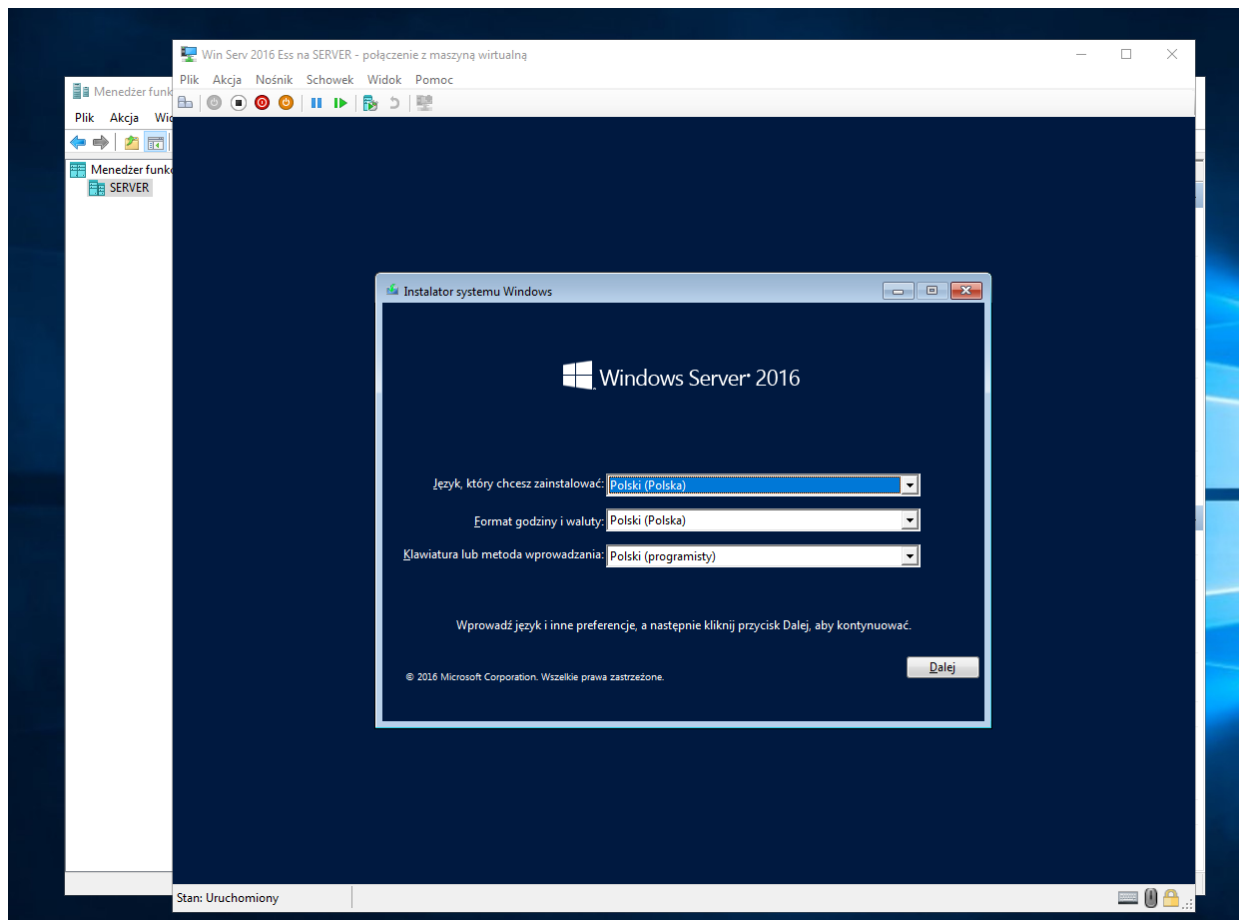 Win Serv 2016 Ess na SERVER - połączenie z maszyną wirtualną
Plik Akcja Nośnik Schowek Widok Pomoc
Menedżer funk
Plik Akcja Wid
Menedżer funkc
SERVER
Instalator systemu Windows
Windows Server 2016
Język, który chcesz zainstalować: Polski (Polska)
Format godziny i waluty: Polski (Polska)
Klawiatura lub metoda wprowadzania: Polski (programisty)
Wprowadź język i inne preferencje, a następnie kliknij przycisk Dalej, aby kontynuować.
Dalej
© 2016 Microsoft Corporation. Wszelkie prawa zastrzeżone.
Stan: Uruchomiony